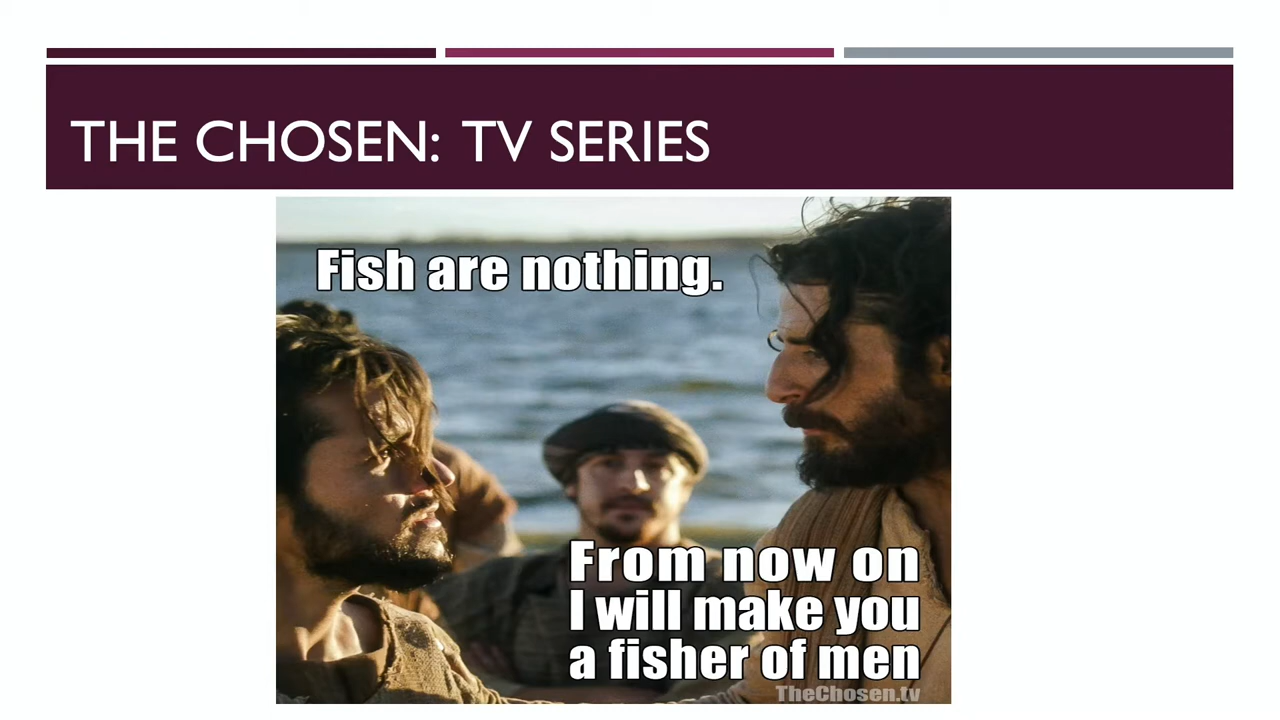 THE CHOSEN: TV SERIES
Fish are nothing.
From now on
I will make you
a fisher of men
TheChosen.tv